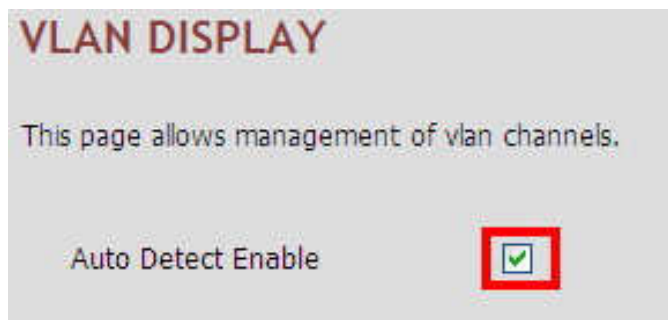 VLAN DISPLAY
This page allows management of vlan channels.
Auto Detect Enable